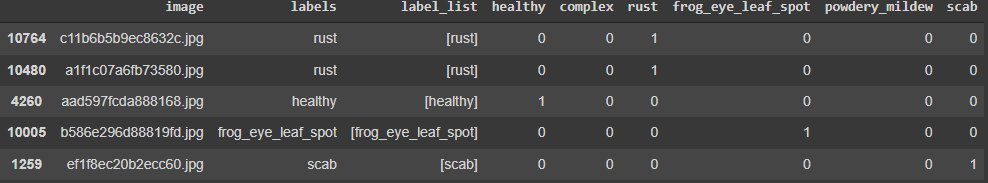 image labels label_list healthy complex rust frog_eye_leaf_spot powdery_mildew scab
10764 c11b6b5b9ec8632c.jpg rust [rust] 0 0 1 0 0 0
10480 a1f1c07a6fb73580.jpg rust [rust] 0 0 1 0 0 0
4260 aad597fcda888168.jpg healthy [healthy] 1 0 0 0 0 0
10005 b586e296d88819fd.jpg frog_eye_leaf_spot [frog_eye_leaf_spot] 0 0 0 1 0 0
1259 ef1f8ec20b2ecc60.jpg scab [scab] 0 0 0 0 0 1